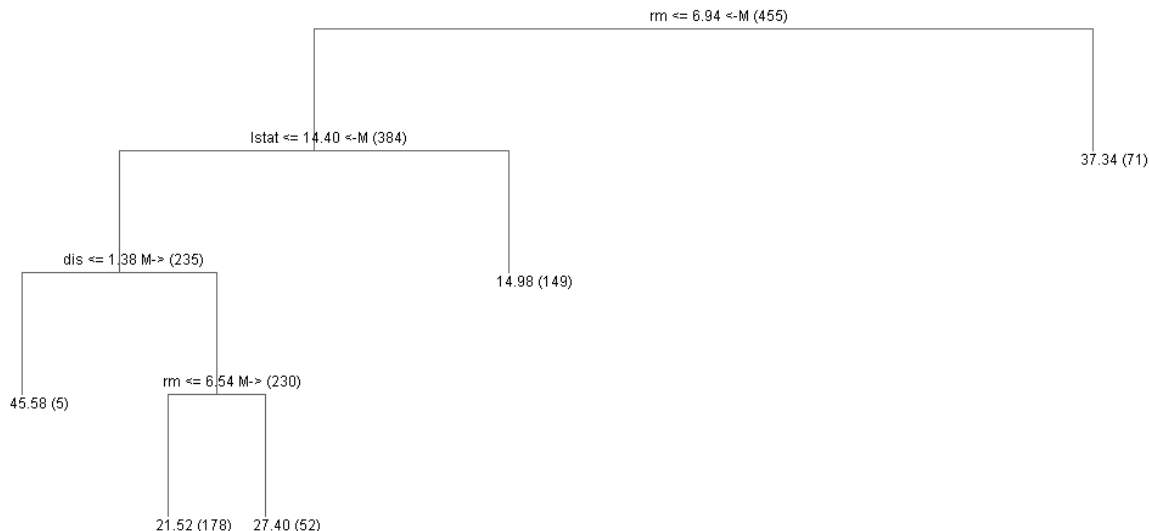 rm <= 6.94 <-M (455)
lstat <= 14.40 <-M (384)
37.34 (71)
dis <= 1.38 M-> (235)
14.98 (149)
rm <= 6.54 M-> (230)
45.58 (5)
21.52 (178)
27.40 (52)